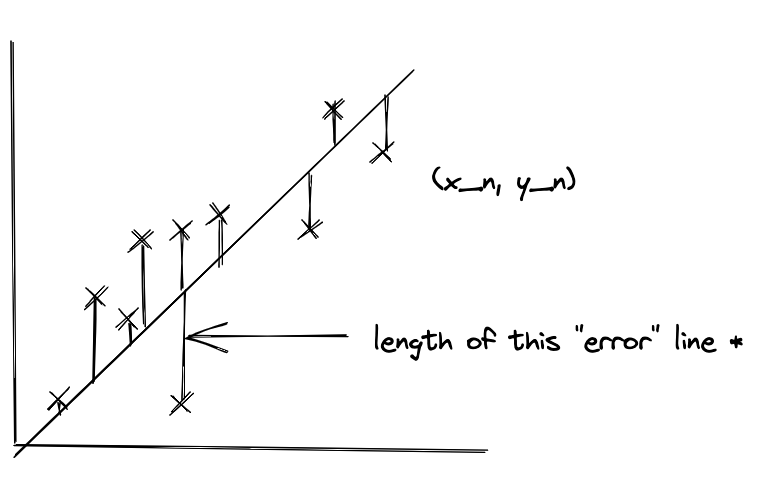 (x_n, y_n)
length of this "error" line *